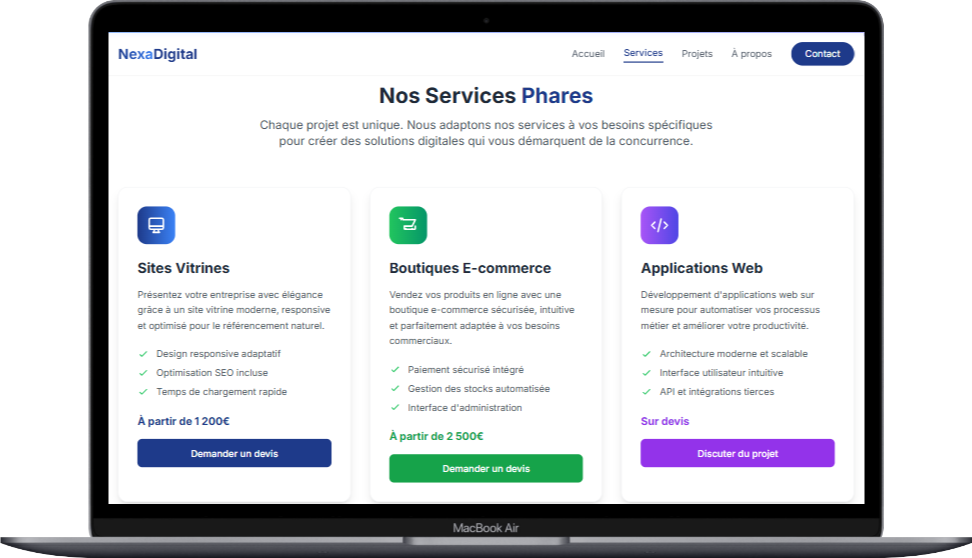 NexaDigital
Accueil
Services
Projets
À propos
Contact
Nos Services Phares
Chaque projet est unique. Nous adaptons nos services à vos besoins spécifiques
pour créer des solutions digitales qui vous démarquent de la concurrence.
Sites Vitrines
Présentez votre entreprise avec élégance
grâce à un site vitrine moderne, responsive
et optimisé pour le référencement naturel.
Design responsive adaptatif
Optimisation SEO incluse
Temps de chargement rapide
À partir de 1 200€
Demander un devis
Boutiques E-commerce
Vendez vos produits en ligne avec une
boutique e-commerce sécurisée, intuitive
et parfaitement adaptée à vos besoins
commerciaux.
Paiement sécurisé intégré
Gestion des stocks automatisée
Interface d'administration
À partir de 2 500€
Demander un devis
Applications Web
Développement d'applications web sur
mesure pour automatiser vos processus
métier et améliorer votre productivité.
Architecture moderne et scalable
Interface utilisateur intuitive
API et intégrations tierces
Sur devis
Discuter du projet
MacBook Air